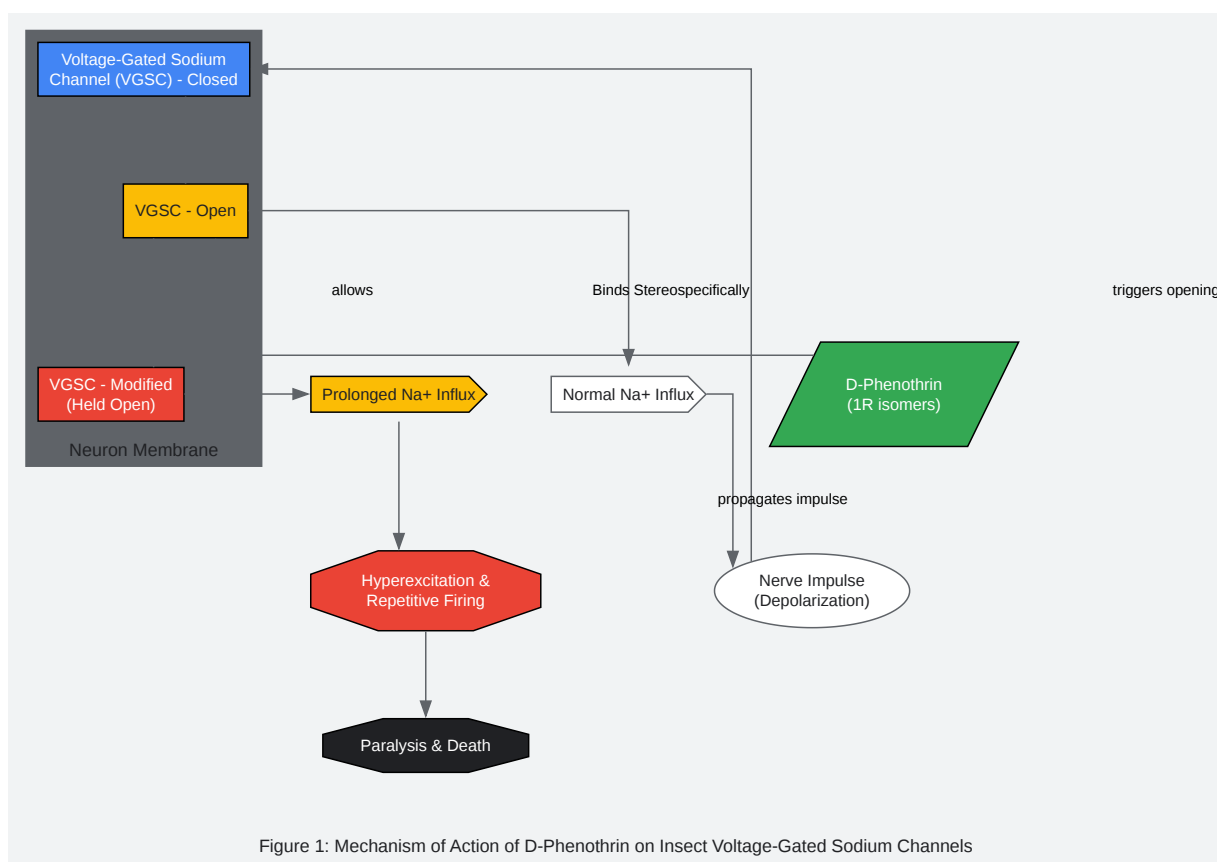 Voltage-Gated Sodium
Channel (VGSC) - Closed
VGSC - Open
allows
Binds Stereospecifically
triggers opening
VGSC - Modified
(Held Open)
Prolonged Na+ Influx
Normal Na+ Influx
D-Phenothrin
(1R isomers)
Neuron Membrane
propagates impulse
Hyperexcitation &
Repetitive Firing
Nerve Impulse
(Depolarization)
Paralysis & Death
Figure 1: Mechanism of Action of D-Phenothrin on Insect Voltage-Gated Sodium Channels